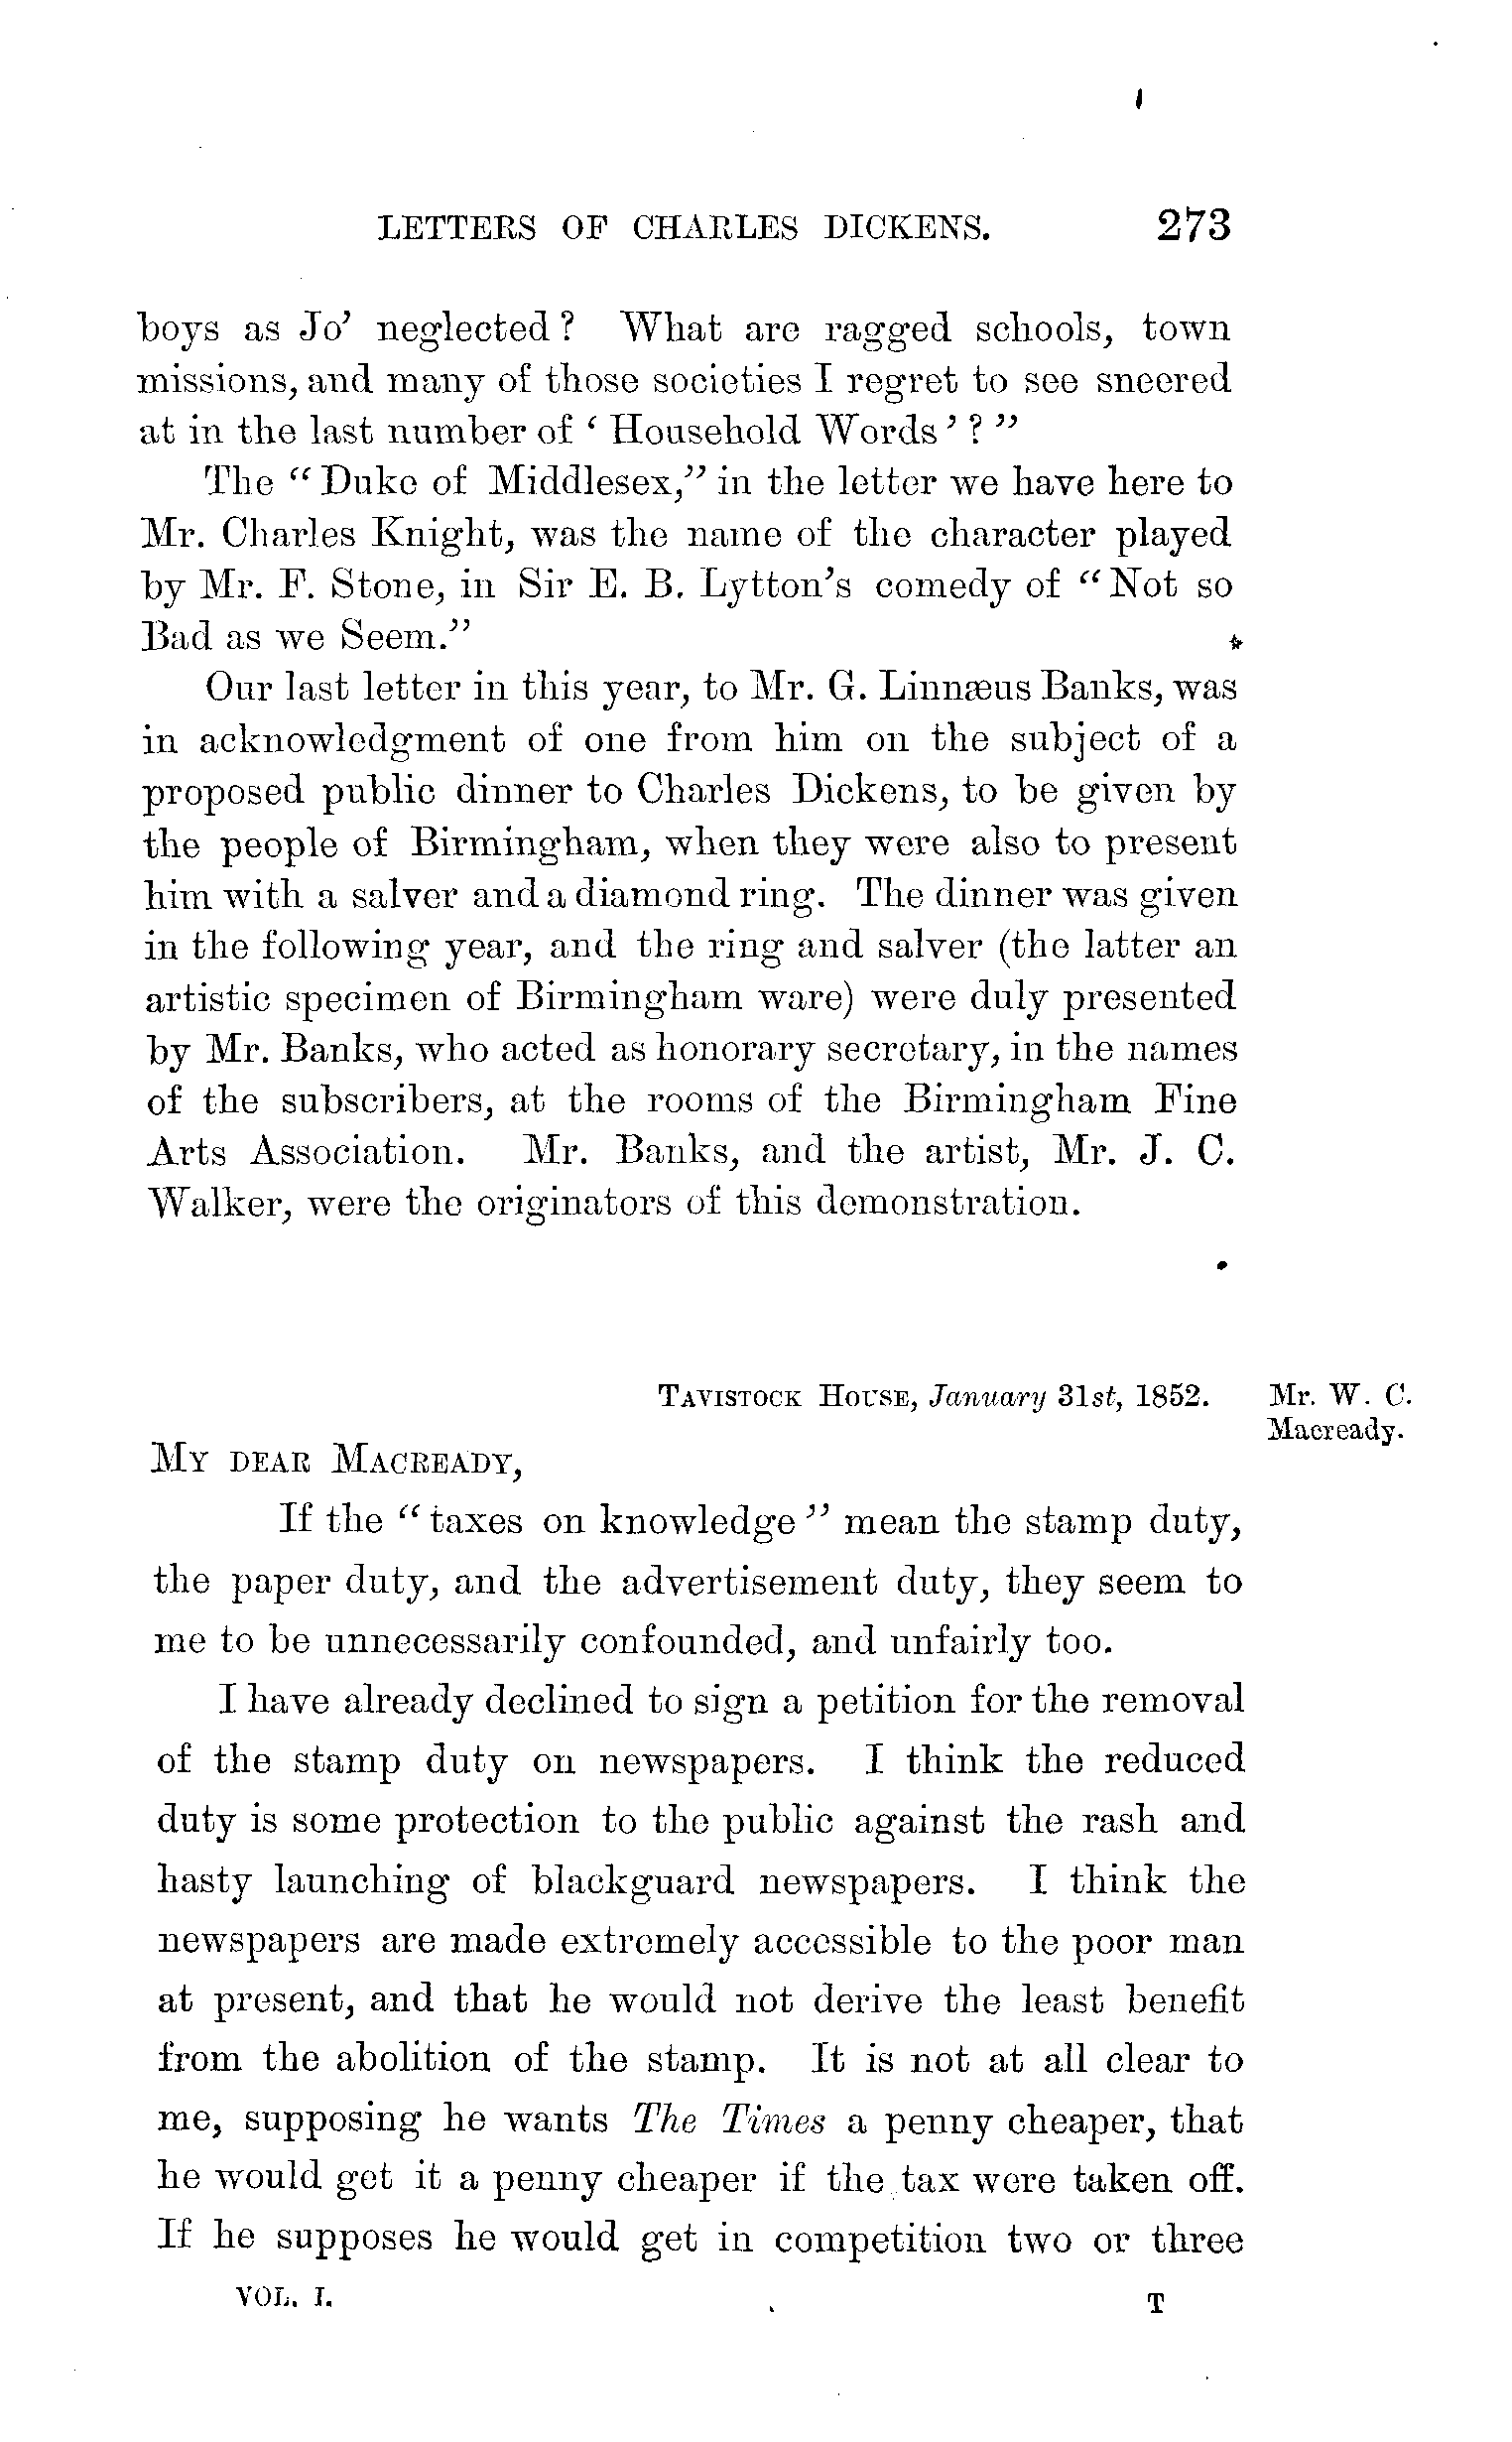 LETTERS OF CHARLES DICKENS. 273
boys as Jo’ neglected? What are ragged schools, town
missions, and many of those societies I regret to see sneered
at in the last number of ‘Household Words’?”
The “Duke of Middlesex,” in the letter we have here to
Mr. Charles Knight, was the name of the character played
by Mr. F. Stone, in Sir E. B. Lytton’s comedy of “Not so
Bad as we Seem.”
Our last letter in this year, to Mr. G. Linnæus Banks, was
in acknowledgment of one from him on the subject of a
proposed public dinner to Charles Dickens, to be given by
the people of Birmingham, when they were also to present
him with a salver and a diamond ring. The dinner was given
in the following year, and the ring and salver (the latter an
artistic specimen of Birmingham ware) were duly presented
by Mr. Banks, who acted as honorary secretary, in the names
of the subscribers, at the rooms of the Birmingham Fine
Arts Association. Mr. Banks, and the artist, Mr. J. C.
Walker, were the originators of this demonstration.
TAVISTOCK HOUSE, January 31st, 1852.
Mr. W. C.
Macready.
MY DEAR MACREADY,
If the “taxes on knowledge” mean the stamp duty,
the paper duty, and the advertisement duty, they seem to
me to be unnecessarily confounded, and unfairly too.
I have already declined to sign a petition for the removal
of the stamp duty on newspapers. I think the reduced
duty is some protection to the public against the rash and
hasty launching of blackguard newspapers. I think the
newspapers are made extremely accessible to the poor man
at present, and that he would not derive the least benefit
from the abolition of the stamp. It is not at all clear to
me, supposing he wants The Times a penny cheaper, that
he would get it a penny cheaper if the tax were taken off.
If he supposes he would get in competition two or three
VOL. I. T